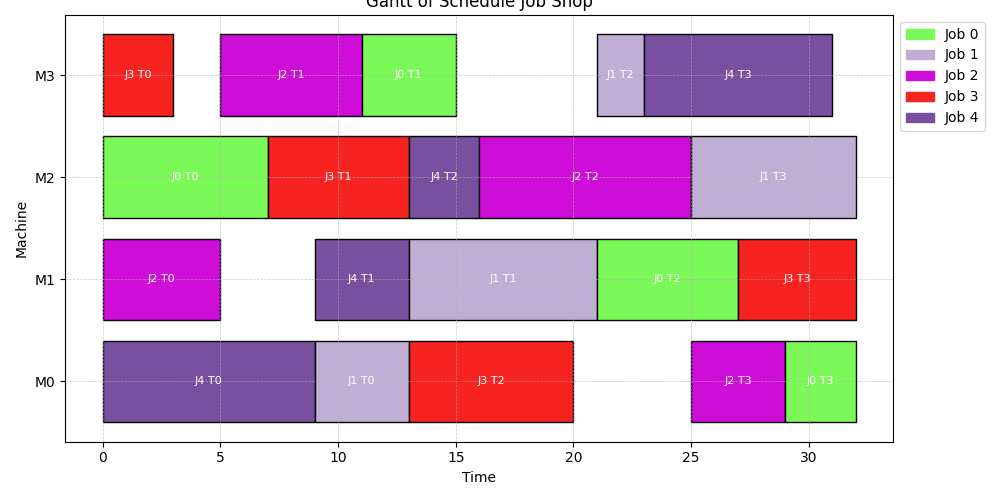 Gantt of Schedule Job Shop
Machine
M3
J3 T0
J2 T1
J0 T1
J1 T2
J4 T3
M2
J0 T0
J3 T1
J4 T2
J2 T2
J1 T3
M1
J2 T0
J4 T1
J1 T1
J0 T2
J3 T3
M0
J4 T0
J1 T0
J3 T2
J2 T3
J0 T3
0 5 10 15 20 25 30
Time
Job 0
Job 1
Job 2
Job 3
Job 4